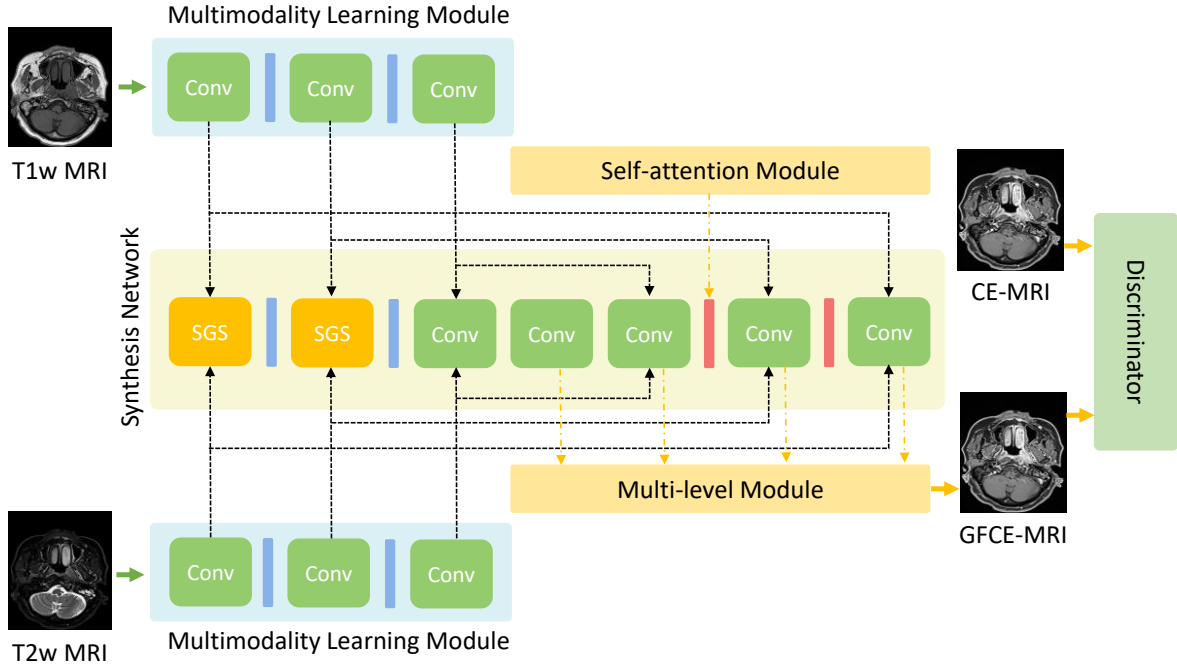 Multimodality Learning Module
Conv
Conv
Conv
T1w MRI
Self-attention Module
Synthesis Network
SGS
SGS
Conv
Conv
Conv
Conv
Conv
CE-MRI
Discriminator
Multi-level Module
GFCE-MRI
Conv
Conv
Conv
T2w MRI
Multimodality Learning Module